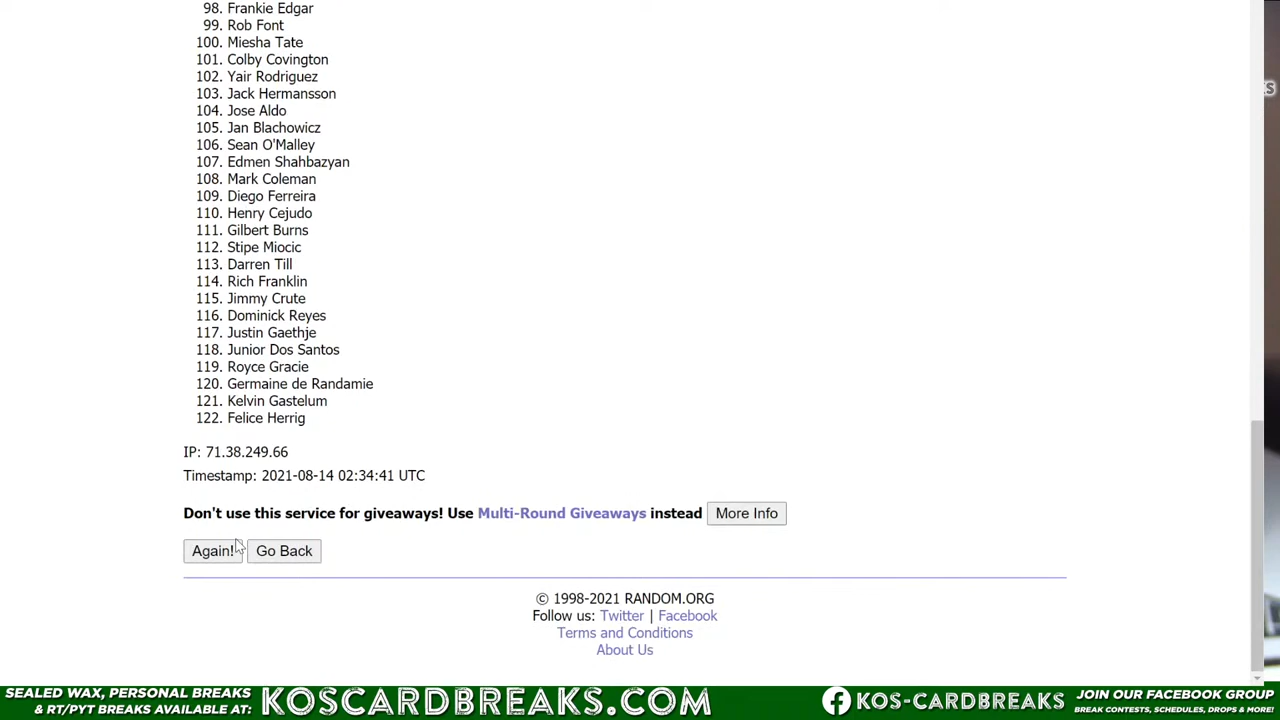 98. Frankie Edgar
99. Rob Font
100. Miesha Tate
101. Colby Covington
102. Yair Rodriguez
103. Jack Hermansson
104. Jose Aldo
105. Jan Blachowicz
106. Sean O'Malley
107. Edmen Shahbazyan
108. Mark Coleman
109. Diego Ferreira
110. Henry Cejudo
111. Gilbert Burns
112. Stipe Miocic
113. Darren Till
114. Rich Franklin
115. Jimmy Crute
116. Dominick Reyes
117. Justin Gaethje
118. Junior Dos Santos
119. Royce Gracie
120. Germaine de Randamie
121. Kelvin Gastelum
122. Felice Herrig
IP: 71.38.249.66
Timestamp: 2021-08-14 02:34:41 UTC
Don't use this service for giveaways! Use Multi-Round Giveaways instead More Info
Again! Go Back
© 1998-2021 RANDOM.ORG
Follow us: Twitter | Facebook
Terms and Conditions
About Us
SEALED WAX, PERSONAL BREAKS
& RT/PYT BREAKS AVAILABLE AT:
KOSCARDBREAKS.COM
KOS-CARDBREAKS
JOIN OUR FACEBOOK GROUP
BREAK CONTESTS, SCHEDULES, DROPS & MORE!